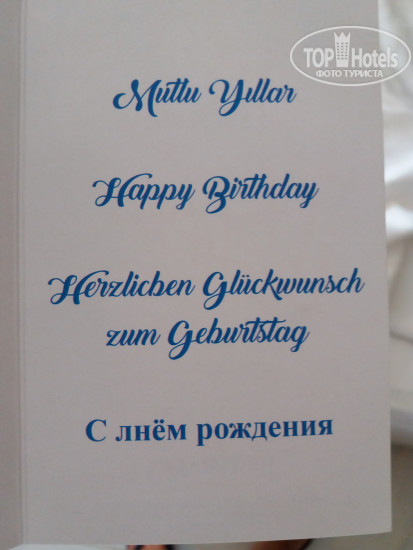 TOP Hotels
ФОТО ТУРИСТА
Mutlu Yıllar
Happy Birthday
Herzlichen Glückwunsch
zum Geburtstag
С лнём рождения